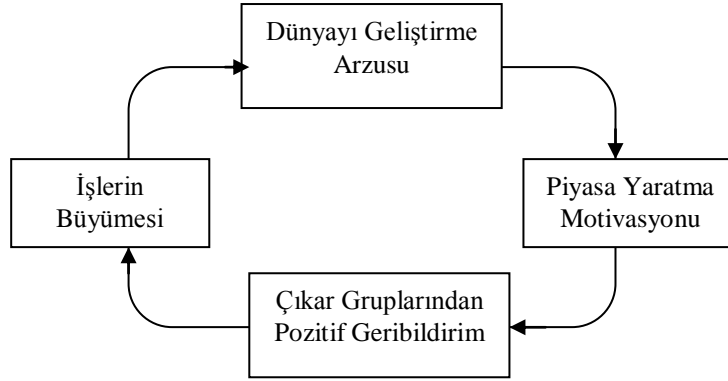 Dünyayı Geliştirme
Arzusu
İşlerin
Büyümesi
Piyasa Yaratma
Motivasyonu
Çıkar Gruplarından
Pozitif Geribildirim